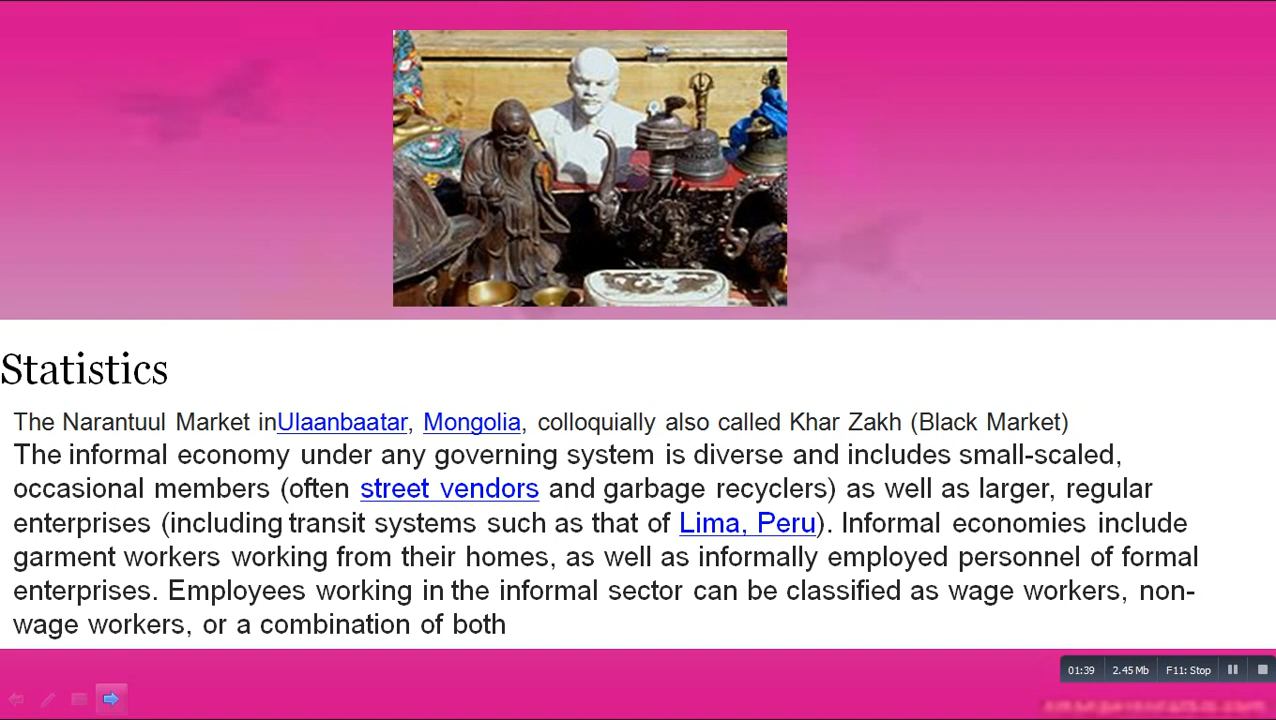 Statistics
The Narantuul Market inUlaanbaatar, Mongolia, colloquially also called Khar Zakh (Black Market)
The informal economy under any governing system is diverse and includes small-scaled,
occasional members (often street vendors and garbage recyclers) as well as larger, regular
enterprises (including transit systems such as that of Lima, Peru). Informal economies include
garment workers working from their homes, as well as informally employed personnel of formal
enterprises. Employees working in the informal sector can be classified as wage workers, non-
wage workers, or a combination of both
01:39 2.45 Mb F11: Stop